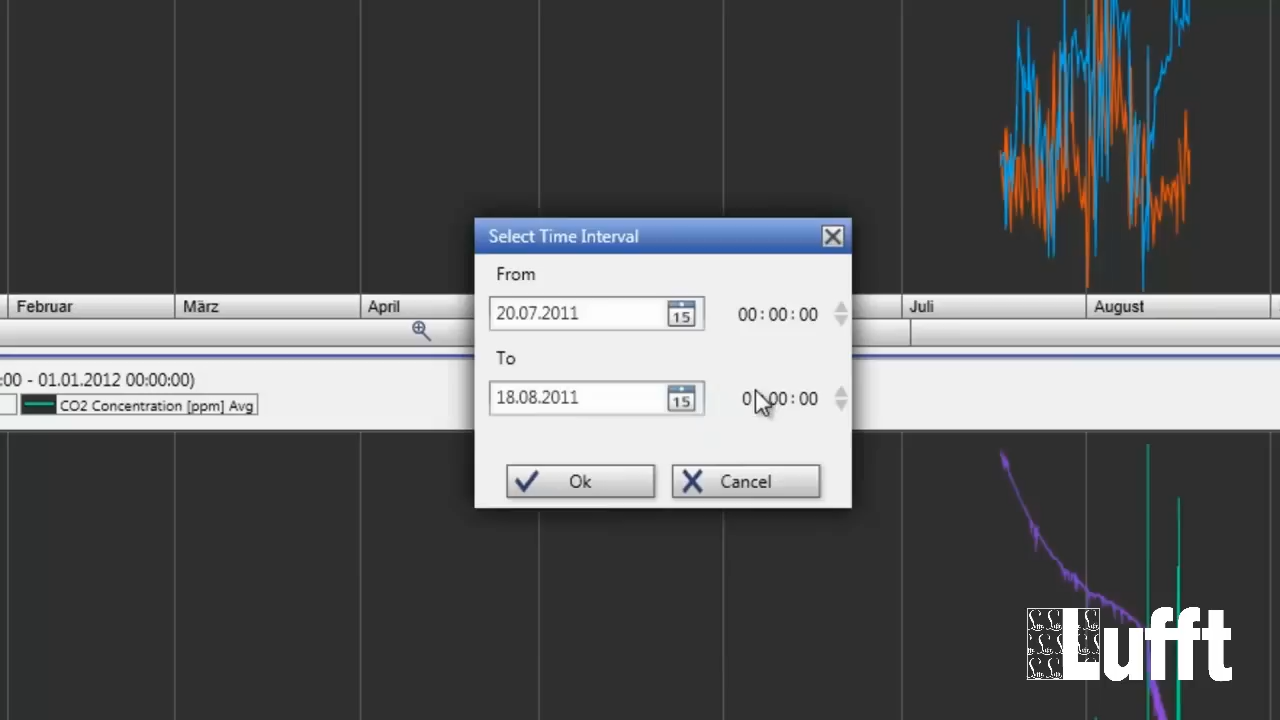 Select Time Interval
From
20.07.2011 15 00:00:00
Februar März April Juli August
To
:00 - 01.01.2012 00:00:00)
18.08.2011 15 :00:00
CO2 Concentration [ppm] Avg
Ok Cancel
Lufft